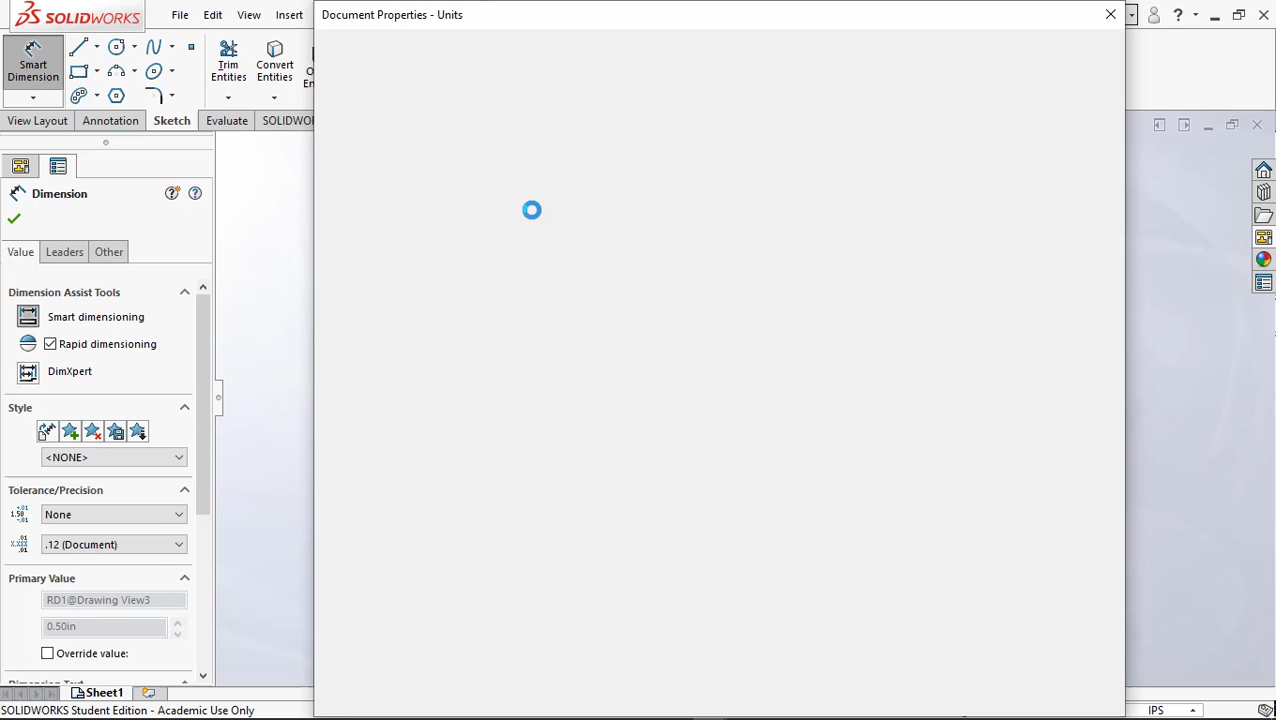 SOLIDWORKS
File Edit View Insert
Document Properties - Units
Smart
Dimension
Trim
Entities
Convert
Entities
View Layout
Annotation
Sketch
Evaluate
Dimension
Value
Leaders
Other
Dimension Assist Tools
Smart dimensioning
Rapid dimensioning
DimXpert
Style
<NONE>
Tolerance/Precision
None
.12 (Document)
Primary Value
RD1@Drawing View3
0.50in
Override value:
Sheet1
SOLIDWORKS Student Edition - Academic Use Only
IPS